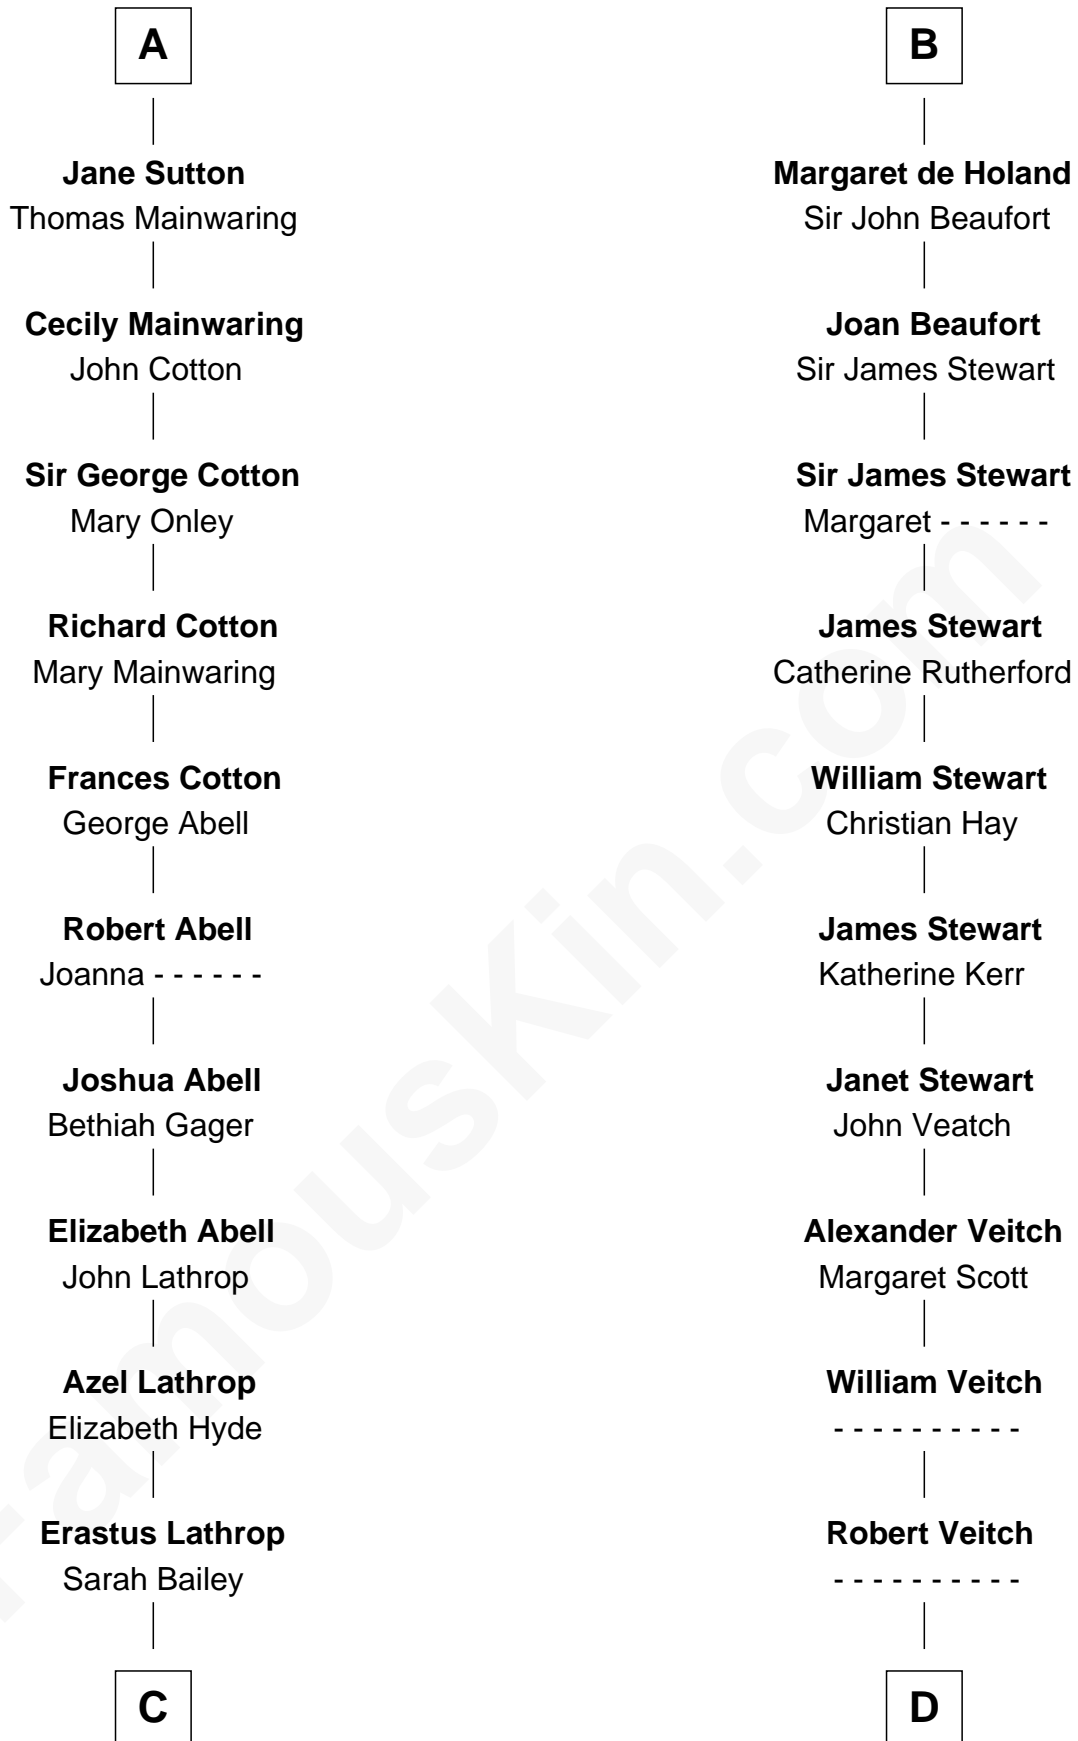 A
Jane Sutton
Thomas Mainwaring
Cecily Mainwaring
John Cotton
Sir George Cotton
Mary Onley
Richard Cotton
Mary Mainwaring
Frances Cotton
George Abell
Robert Abell
Joanna - - - - - -
Joshua Abell
Bethiah Gager
Elizabeth Abell
John Lathrop
Azel Lathrop
Elizabeth Hyde
Erastus Lathrop
Sarah Bailey
C
B
Margaret de Holand
Sir John Beaufort
Joan Beaufort
Sir James Stewart
Sir James Stewart
Margaret - - - - - -
James Stewart
Catherine Rutherford
William Stewart
Christian Hay
James Stewart
Katherine Kerr
Janet Stewart
John Veatch
Alexander Veitch
Margaret Scott
William Veitch
- - - - - - - - - -
Robert Veitch
- - - - - - - - - -
D
FamousKin.com